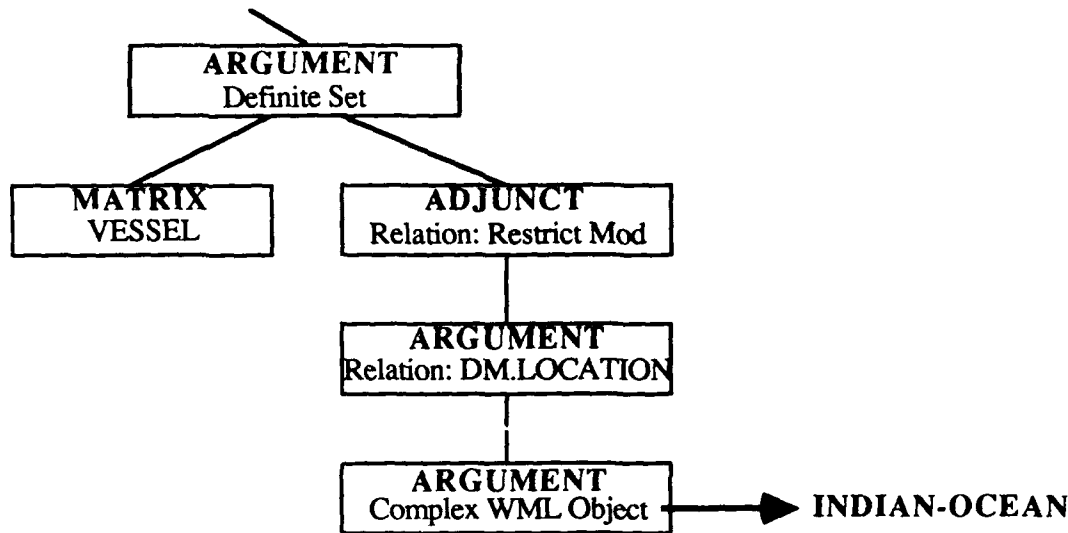 ARGUMENT
Definite Set
MATRIX
VESSEL
ADJUNCT
Relation: Restrict Mod
ARGUMENT
Relation: DM.LOCATION
ARGUMENT
Complex WML Object
INDIAN-OCEAN